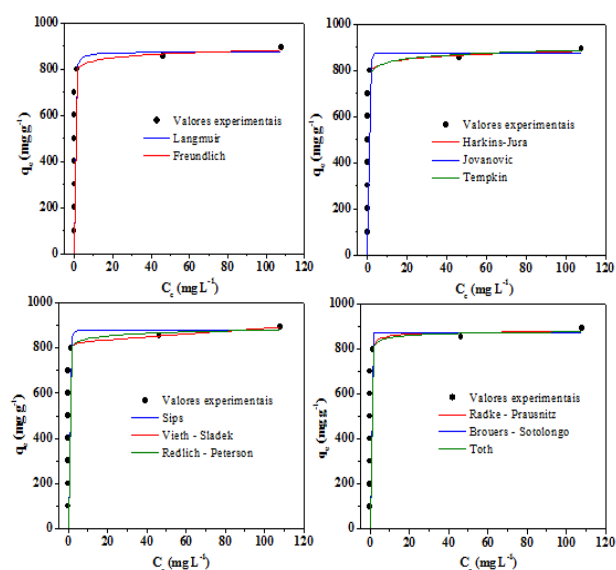 1000
800
600
400
200
0
qe (mg g-1)
Valores experimentais
Langmuir
Freundlich
0 20 40 60 80 100 120
Ce (mg L-1)
1000
800
600
400
200
0
qe (mg g-1)
Valores experimentais
Harkins-Jura
Jovanovic
Tempkin
0 20 40 60 80 100 120
Ce (mg L-1)
1000
800
600
400
200
qe (mg g-1)
Valores experimentais
Sips
Vieth - Sladek
Redlich - Peterson
0 20 40 60 80 100 120
C (mg L-1)
1000
800
600
400
200
qe (mg g-1)
Valores experimentais
Radke - Prausnitz
Brouers - Sotolongo
Toth
0 20 40 60 80 100 120
C (mg L-1)